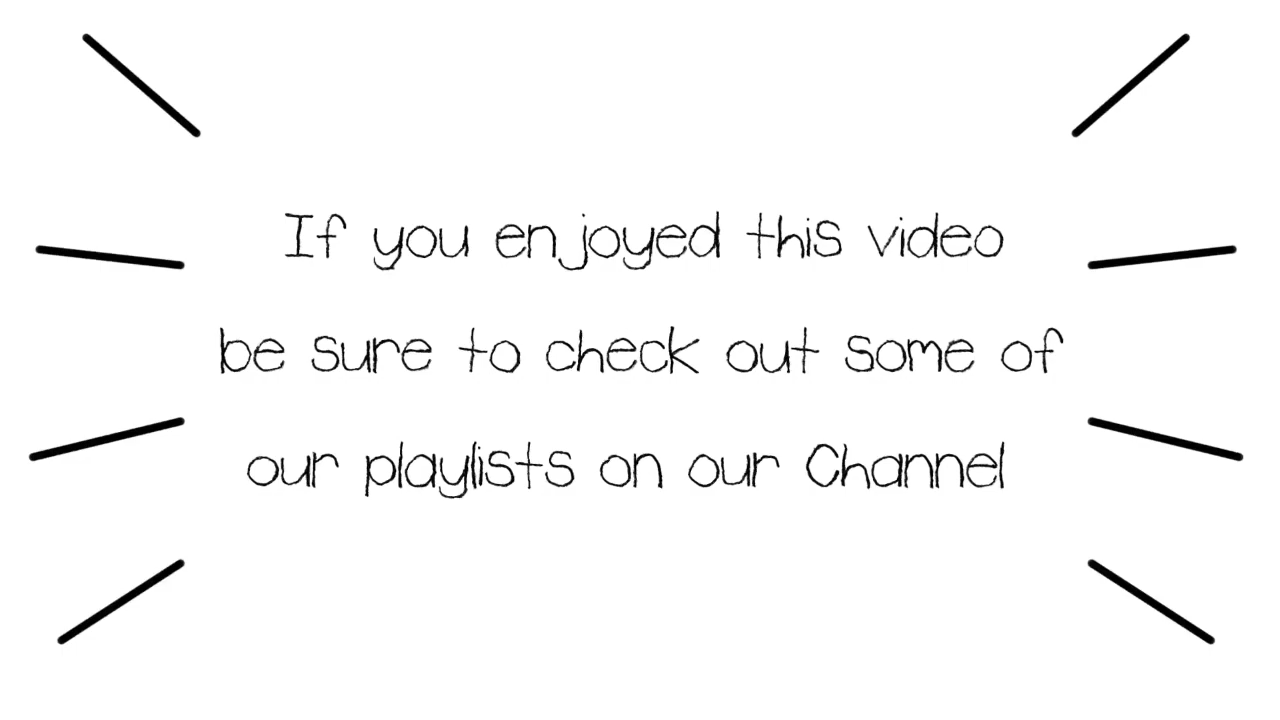 If you enjoyed this video
be sure to check out some of
our playlists on our Channel